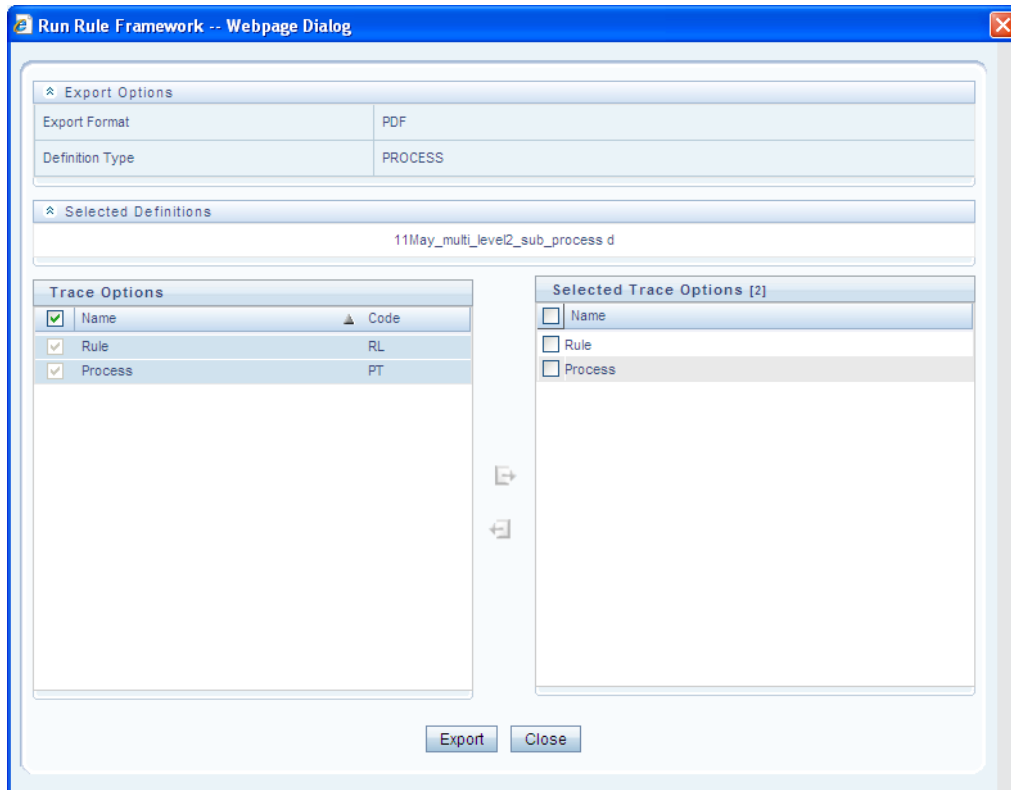 Run Rule Framework -- Webpage Dialog
Export Options
Export Format PDF
Definition Type PROCESS
Selected Definitions
11May_multi_level2_sub_process d
Trace Options
Name Code
Rule RL
Process PT
Selected Trace Options [2]
Name
Rule
Process
Export Close